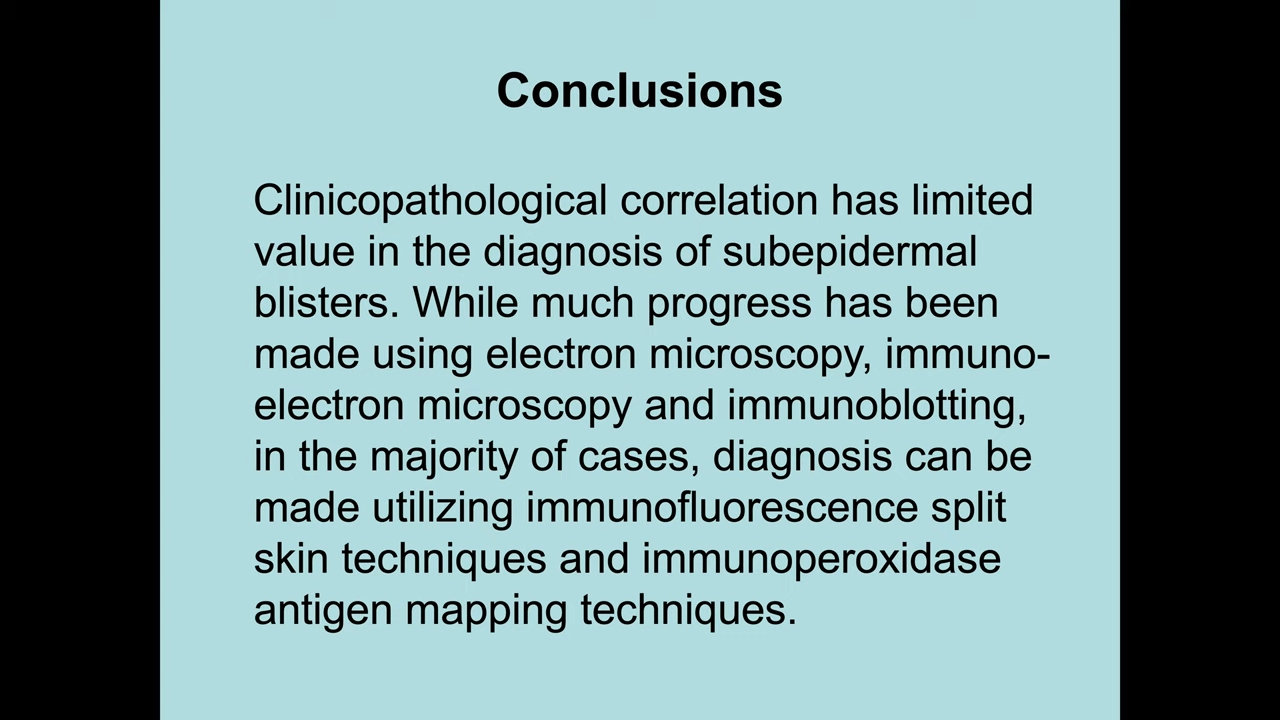 Conclusions
Clinicopathological correlation has limited
value in the diagnosis of subepidermal
blisters. While much progress has been
made using electron microscopy, immuno-
electron microscopy and immunoblotting,
in the majority of cases, diagnosis can be
made utilizing immunofluorescence split
skin techniques and immunoperoxidase
antigen mapping techniques.